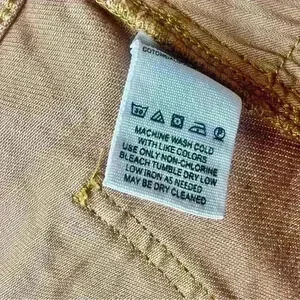 MACHINE WASH COLD
WITH LIKE COLORS
USE ONLY NON-CHLORINE
BLEACH TUMBLE DRY LOW
LOW IRON AS NEEDED
MAY BE DRY CLEANED